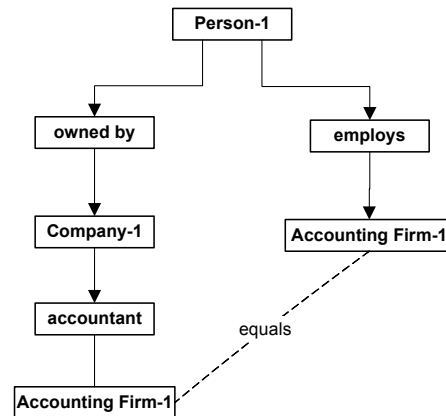 Person-1
owned by
employs
Company-1
Accounting Firm-1
accountant
equals
Accounting Firm-1